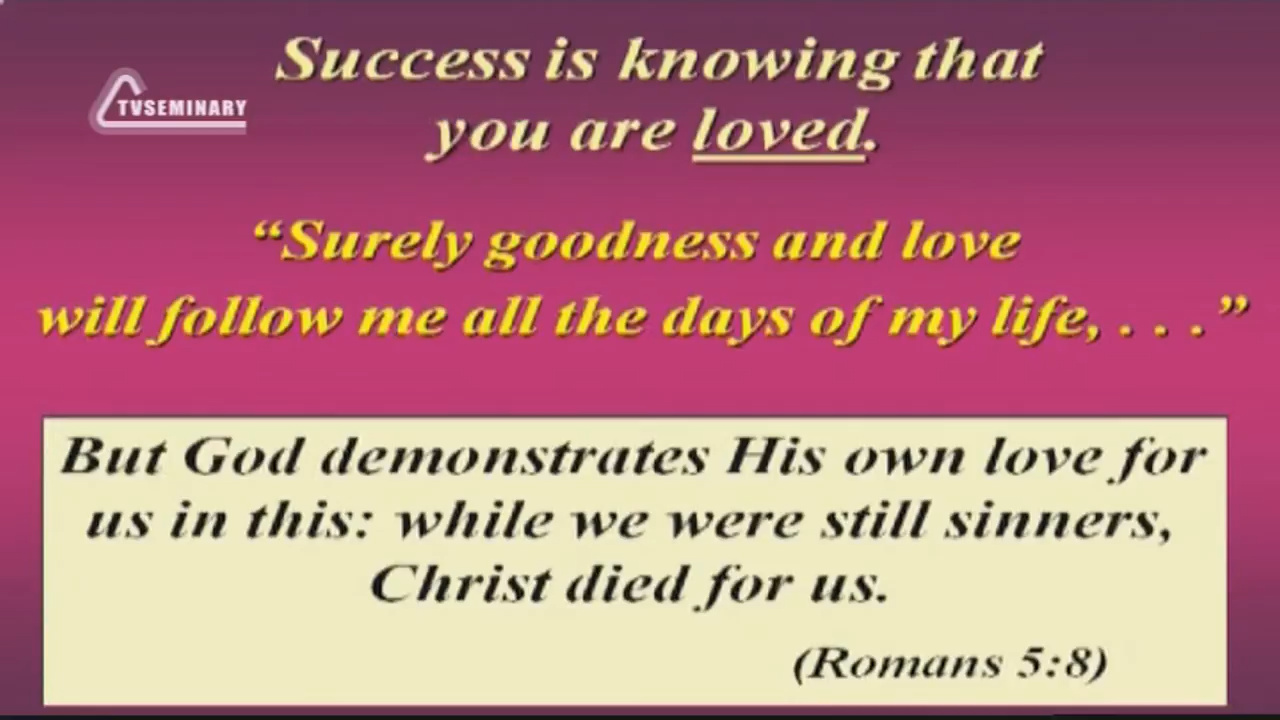 Success is knowing that
TVSEMINARY
you are loved.
“Surely goodness and love
will follow me all the days of my life, . . .”
But God demonstrates His own love for
us in this: while we were still sinners,
Christ died for us.
(Romans 5:8)